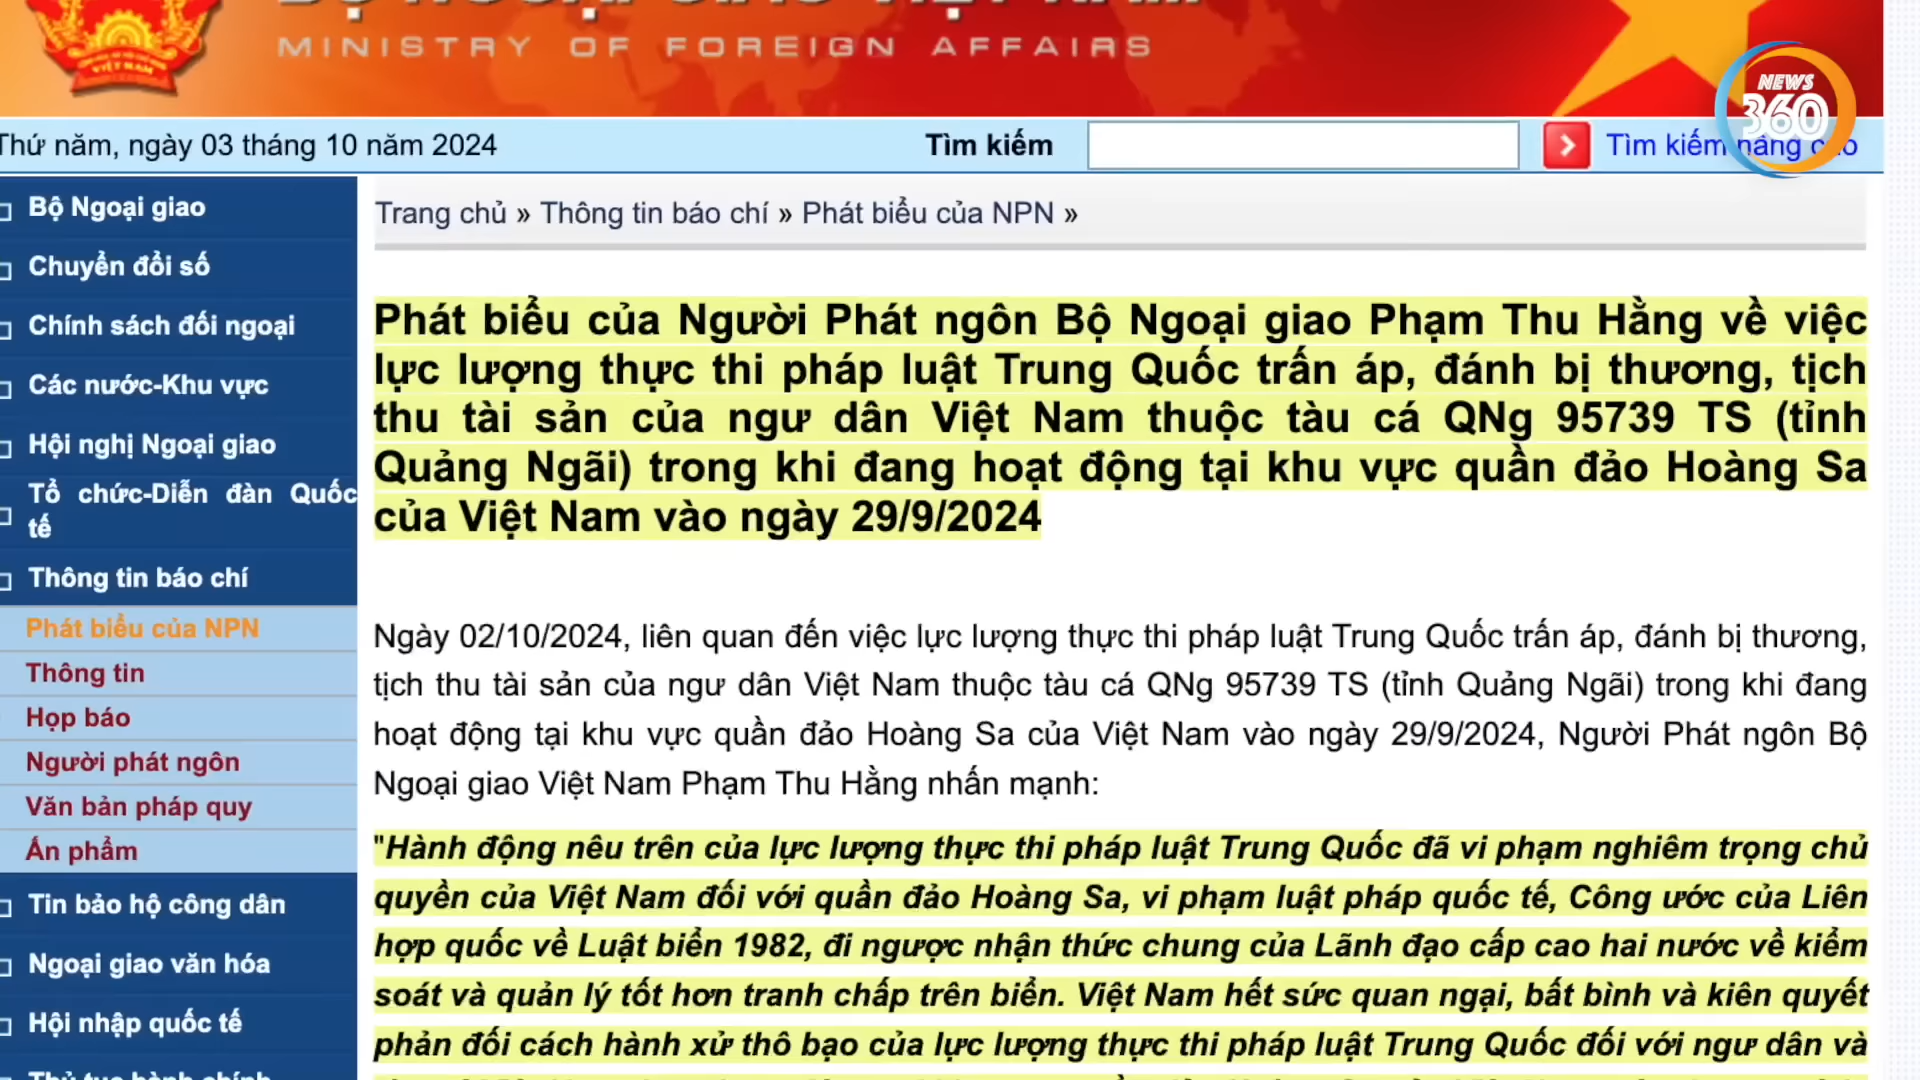 BỘ NGOẠI GIAO VIỆT NAM
MINISTRY OF FOREIGN AFFAIRS
VIỆT NAM
NEWS
360
Thứ năm, ngày 03 tháng 10 năm 2024
Tìm kiếm
Tìm kiếm nâng cao
Bộ Ngoại giao
Chuyển đổi số
Chính sách đối ngoại
Các nước-Khu vực
Hội nghị Ngoại giao
Tổ chức-Diễn đàn Quốc
tế
Thông tin báo chí
Phát biểu của NPN
Thông tin
Họp báo
Người phát ngôn
Văn bản pháp quy
Ấn phẩm
Tin bảo hộ công dân
Ngoại giao văn hóa
Hội nhập quốc tế
Thủ tục hành chính
Trang chủ » Thông tin báo chí » Phát biểu của NPN »
Phát biểu của Người Phát ngôn Bộ Ngoại giao Phạm Thu Hằng về việc
lực lượng thực thi pháp luật Trung Quốc trấn áp, đánh bị thương, tịch
thu tài sản của ngư dân Việt Nam thuộc tàu cá QNg 95739 TS (tỉnh
Quảng Ngãi) trong khi đang hoạt động tại khu vực quần đảo Hoàng Sa
của Việt Nam vào ngày 29/9/2024
Ngày 02/10/2024, liên quan đến việc lực lượng thực thi pháp luật Trung Quốc trấn áp, đánh bị thương,
tịch thu tài sản của ngư dân Việt Nam thuộc tàu cá QNg 95739 TS (tỉnh Quảng Ngãi) trong khi đang
hoạt động tại khu vực quần đảo Hoàng Sa của Việt Nam vào ngày 29/9/2024, Người Phát ngôn Bộ
Ngoại giao Việt Nam Phạm Thu Hằng nhấn mạnh:
"Hành động nêu trên của lực lượng thực thi pháp luật Trung Quốc đã vi phạm nghiêm trọng chủ
quyền của Việt Nam đối với quần đảo Hoàng Sa, vi phạm luật pháp quốc tế, Công ước của Liên
hợp quốc về Luật biển 1982, đi ngược nhận thức chung của Lãnh đạo cấp cao hai nước về kiểm
soát và quản lý tốt hơn tranh chấp trên biển. Việt Nam hết sức quan ngại, bất bình và kiên quyết
phản đối cách hành xử thô bạo của lực lượng thực thi pháp luật Trung Quốc đối với ngư dân và